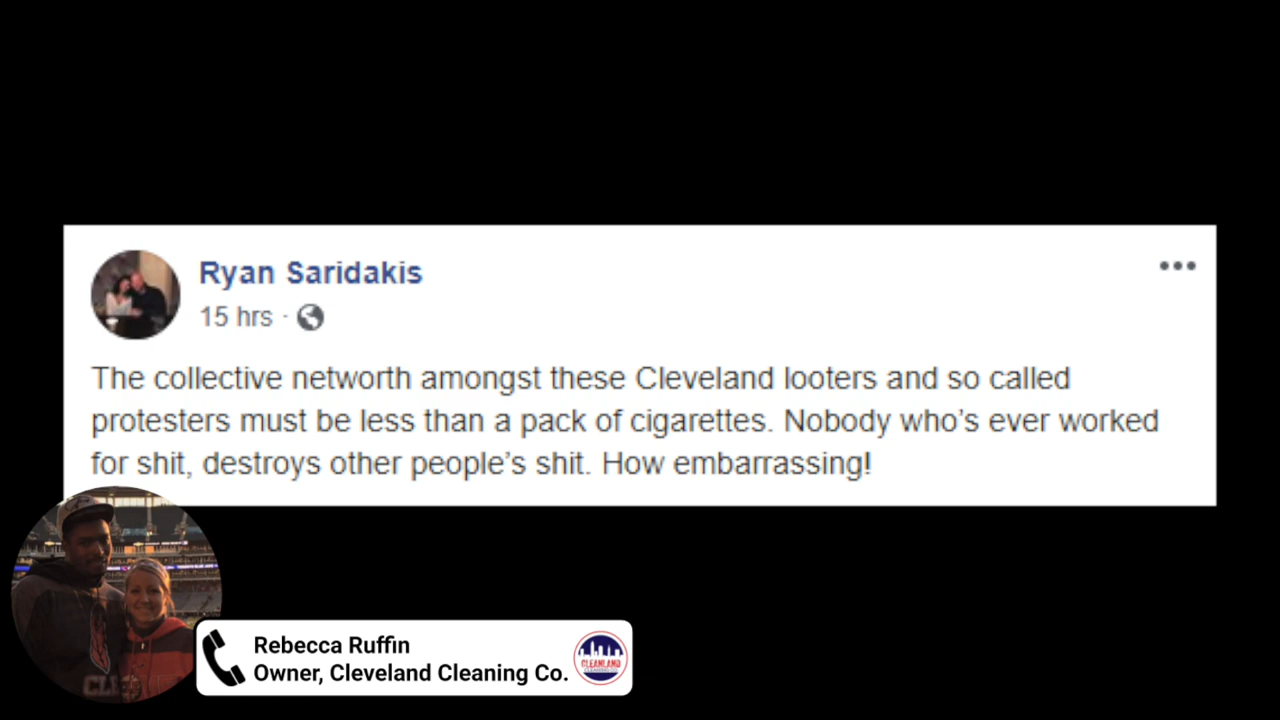 Ryan Saridakis
15 hrs ·
The collective networth amongst these Cleveland looters and so called
protesters must be less than a pack of cigarettes. Nobody who's ever worked
for shit, destroys other people's shit. How embarrassing!
Rebecca Ruffin
Owner, Cleveland Cleaning Co.
CLEANLAND